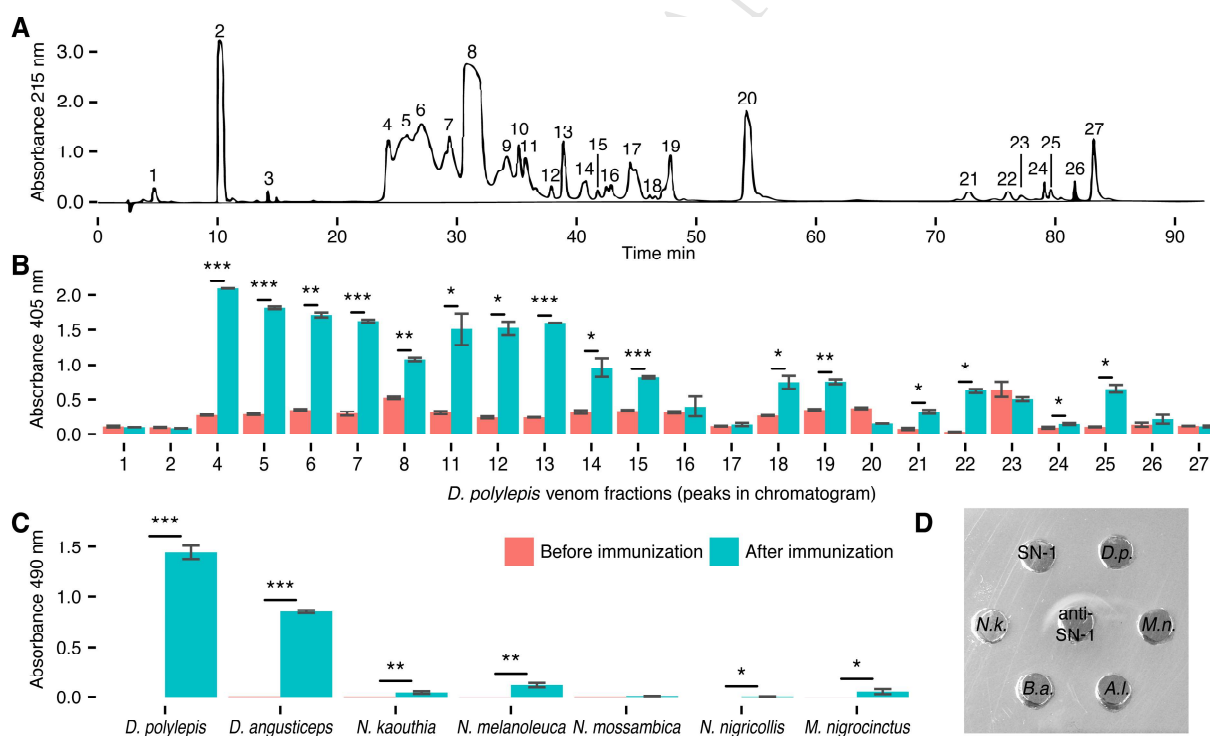 A
Absorbance 215 nm
3.0
2.0
1.0
0.0
1
2
3
4
5
6
7
8
9
10
11
12
13
14
15
16
17
18
19
20
21
22
23
24
25
26
27
0
10
20
30
40
50
60
70
80
90
Time min
B
Absorbance 405 nm
2.0
1.5
1.0
0.5
0.0
*** *** ** *** ** * * *** * *** * ** * * * *
1 2 4 5 6 7 8 11 12 13 14 15 16 17 18 19 20 21 22 23 24 25 26 27
D. polylepis venom fractions (peaks in chromatogram)
C
Absorbance 490 nm
1.5
1.0
0.5
0.0
*** *** ** ** * *
Before immunization After immunization
D. polylepis D. angusticeps N. kaouthia N. melanoleuca N. mossambica N. nigricollis M. nigrocinctus
D
SN-1 D.p.
N.k. anti-
SN-1 M.n.
B.a. A.l.